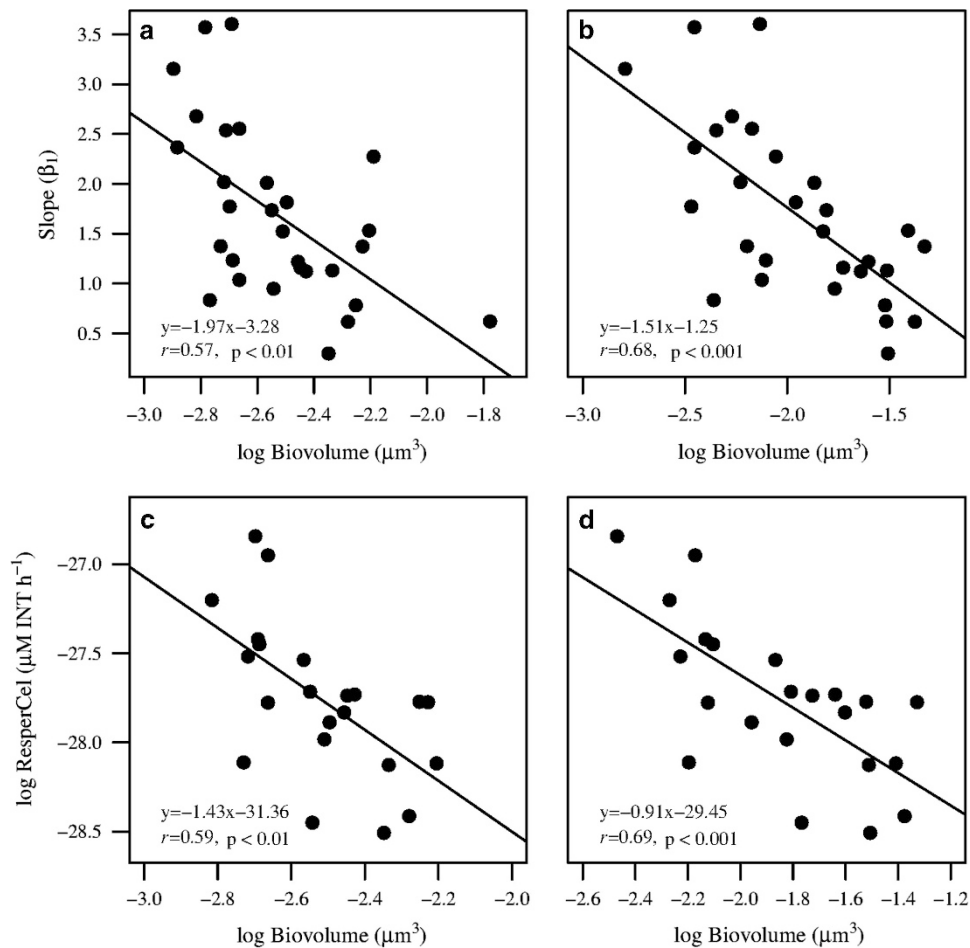 a
b
3.5
3.0
2.5
2.0
1.5
1.0
0.5
Slope (β1)
y=−1.97x−3.28
r=0.57, p < 0.01
y=−1.51x−1.25
r=0.68, p < 0.001
−3.0 −2.8 −2.6 −2.4 −2.2 −2.0 −1.8
−3.0 −2.5 −2.0 −1.5
log Biovolume (μm³)
log Biovolume (μm³)
c
d
−27.0
−27.5
−28.0
−28.5
log ResperCel (μM INT h⁻¹)
y=−1.43x−31.36
r=0.59, p < 0.01
y=−0.91x−29.45
r=0.69, p < 0.001
−3.0 −2.8 −2.6 −2.4 −2.2 −2.0
−2.6 −2.4 −2.2 −2.0 −1.8 −1.6 −1.4 −1.2
log Biovolume (μm³)
log Biovolume (μm³)